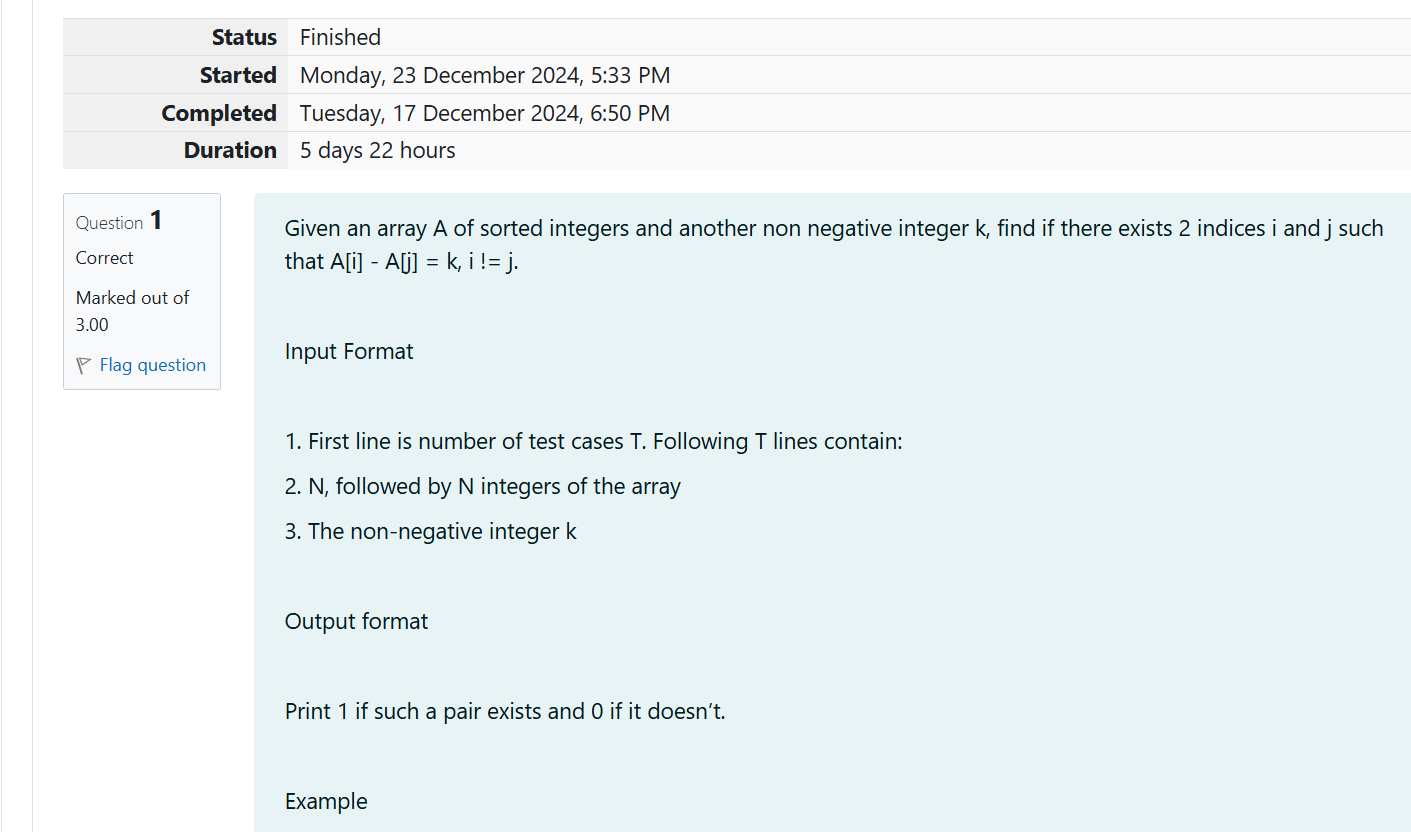 Status Finished
Started Monday, 23 December 2024, 5:33 PM
Completed Tuesday, 17 December 2024, 6:50 PM
Duration 5 days 22 hours
Question 1
Correct
Marked out of
3.00
Flag question
Given an array A of sorted integers and another non negative integer k, find if there exists 2 indices i and j such
that A[i] - A[j] = k, i != j.
Input Format
1. First line is number of test cases T. Following T lines contain:
2. N, followed by N integers of the array
3. The non-negative integer k
Output format
Print 1 if such a pair exists and 0 if it doesn’t.
Example